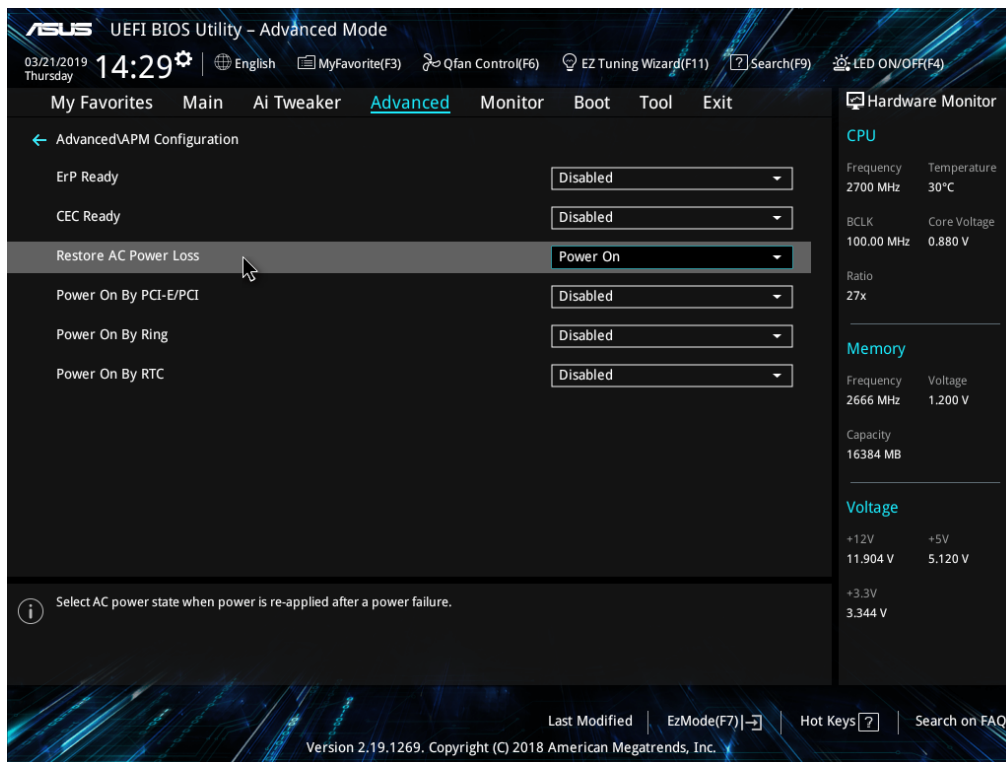 ASUS UEFI BIOS Utility – Advanced Mode
03/21/2019 Thursday 14:29 English MyFavorite(F3) Qfan Control(F6) EZ Tuning Wizard(F11) ? Search(F9) LED ON/OFF(F4)
My Favorites Main Ai Tweaker Advanced Monitor Boot Tool Exit
Advanced\APM Configuration
ErP Ready Disabled
CEC Ready Disabled
Restore AC Power Loss Power On
Power On By PCI-E/PCI Disabled
Power On By Ring Disabled
Power On By RTC Disabled
i Select AC power state when power is re-applied after a power failure.
Hardware Monitor
CPU
Frequency Temperature
2700 MHz 30°C
BCLK Core Voltage
100.00 MHz 0.880 V
Ratio
27x
Memory
Frequency Voltage
2666 MHz 1.200 V
Capacity
16384 MB
Voltage
+12V +5V
11.904 V 5.120 V
+3.3V
3.344 V
Last Modified EzMode(F7) Hot Keys ? Search on FAQ
Version 2.19.1269. Copyright (C) 2018 American Megatrends, Inc.